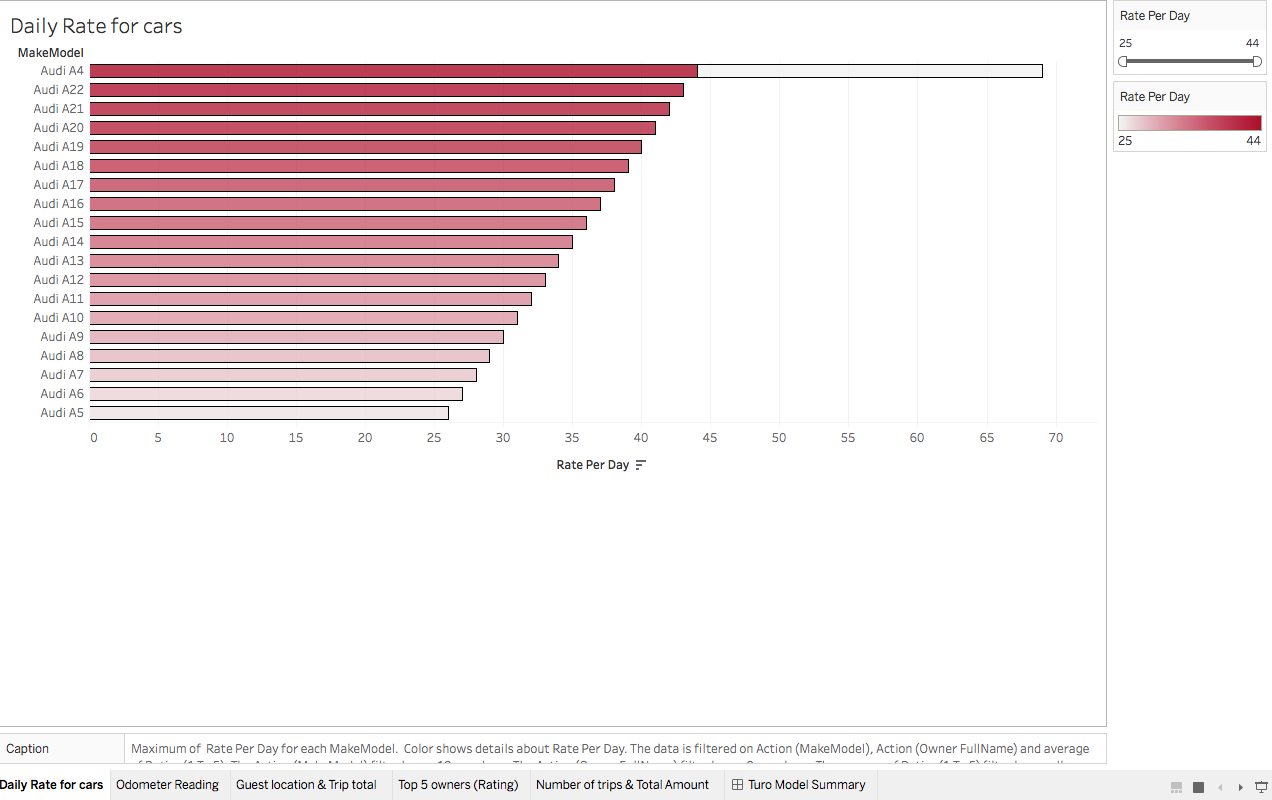 Daily Rate for cars
MakeModel
Audi A4
Audi A22
Audi A21
Audi A20
Audi A19
Audi A18
Audi A17
Audi A16
Audi A15
Audi A14
Audi A13
Audi A12
Audi A11
Audi A10
Audi A9
Audi A8
Audi A7
Audi A6
Audi A5
0 5 10 15 20 25 30 35 40 45 50 55 60 65 70
Rate Per Day
Rate Per Day
25 44
Rate Per Day
25 44
Caption
Maximum of Rate Per Day for each MakeModel. Color shows details about Rate Per Day. The data is filtered on Action (MakeModel), Action (Owner FullName) and average
Daily Rate for cars Odometer Reading Guest location & Trip total Top 5 owners (Rating) Number of trips & Total Amount Turo Model Summary